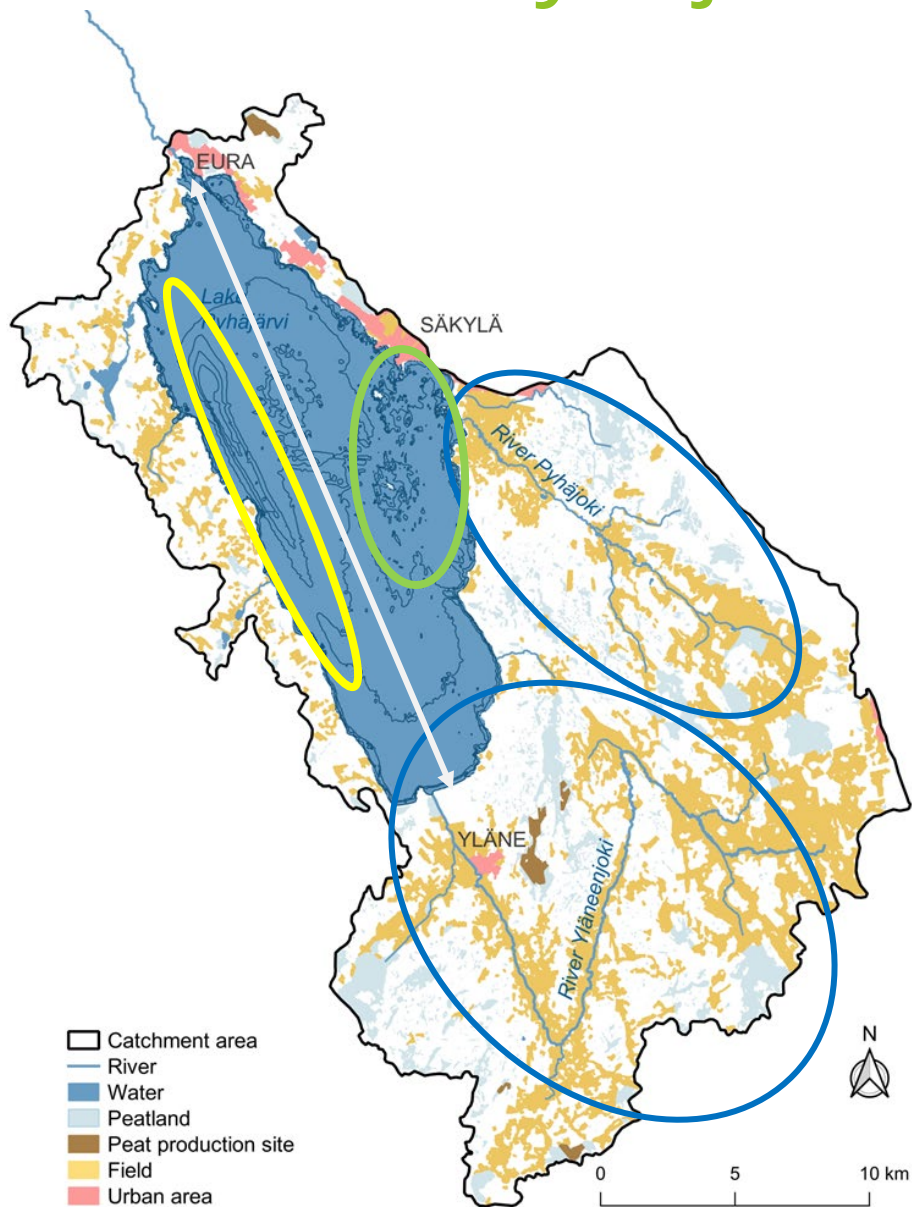 EURA
Lake
Pyhäjärvi
SÄKYLÄ
River Pyhäjoki
YLÄNE
River Yläneenjoki
Catchment area
River
Water
Peatland
Peat production site
Field
Urban area
N
0 5 10 km